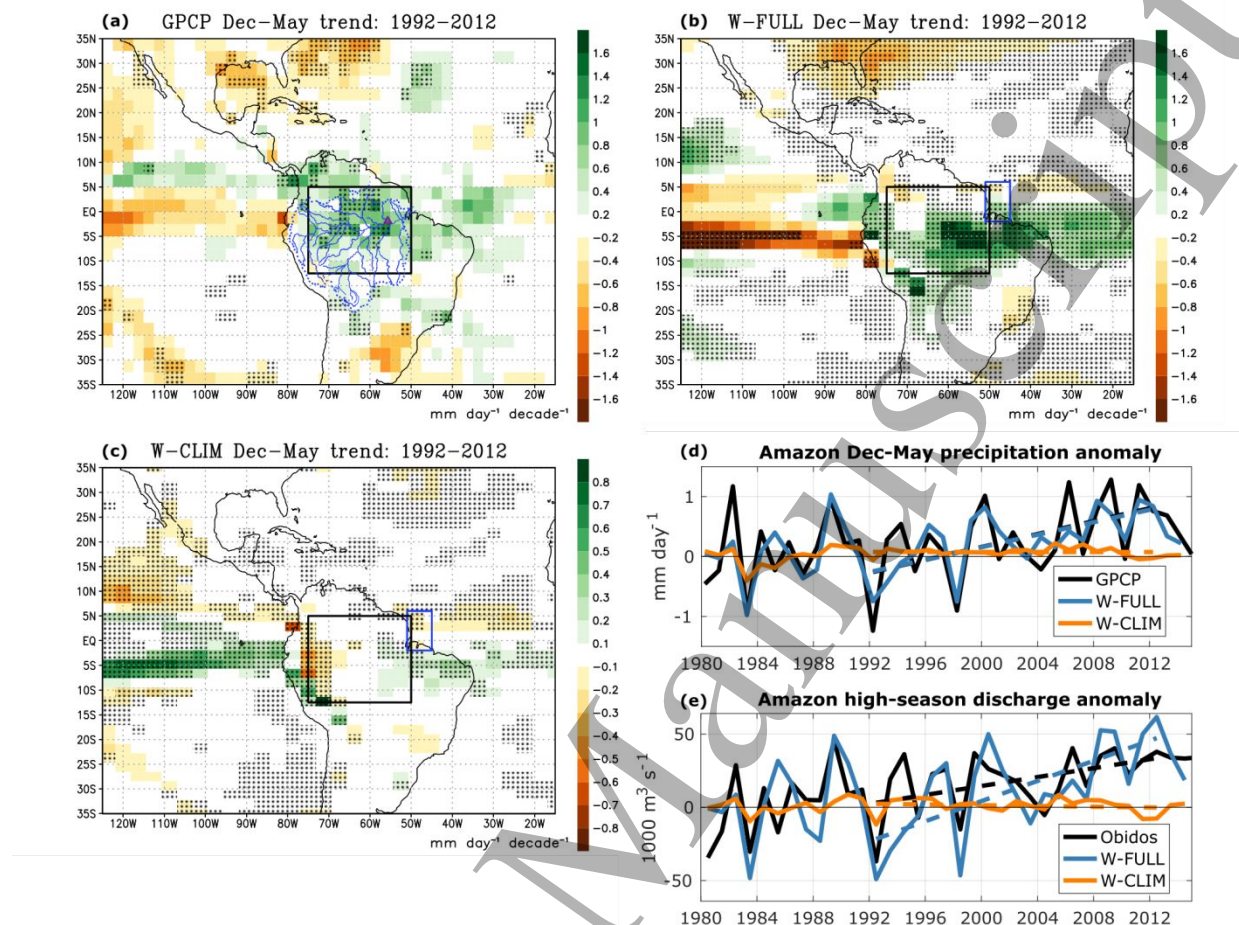 (a) GPCP Dec-May trend: 1992-2012
35N
30N
25N
20N
15N
10N
5N
EQ
5S
10S
15S
20S
25S
30S
35S
120W 110W 100W 90W 80W 70W 60W 50W 40W 30W 20W
mm day⁻¹ decade⁻¹
1.6
1.4
1.2
1
0.8
0.6
0.4
0.2
−0.2
−0.4
−0.6
−0.8
−1
−1.2
−1.4
−1.6
(b) W-FULL Dec-May trend: 1992-2012
35N
30N
25N
20N
15N
10N
5N
EQ
5S
10S
15S
20S
25S
30S
35S
120W 110W 100W 90W 80W 70W 60W 50W 40W 30W 20W
mm day⁻¹ decade⁻¹
1.6
1.4
1.2
1
0.8
0.6
0.4
0.2
−0.2
−0.4
−0.6
−0.8
−1
−1.2
−1.4
−1.6
(c) W-CLIM Dec-May trend: 1992-2012
35N
30N
25N
20N
15N
10N
5N
EQ
5S
10S
15S
20S
25S
30S
35S
120W 110W 100W 90W 80W 70W 60W 50W 40W 30W 20W
mm day⁻¹ decade⁻¹
0.8
0.7
0.6
0.5
0.4
0.3
0.2
0.1
−0.1
−0.2
−0.3
−0.4
−0.5
−0.6
−0.7
−0.8
(d) Amazon Dec-May precipitation anomaly
mm day⁻¹
1
0
-1
GPCP
W-FULL
W-CLIM
1980 1984 1988 1992 1996 2000 2004 2008 2012
(e) Amazon high-season discharge anomaly
1000 m³ s⁻¹
50
0
-50
Obidos
W-FULL
W-CLIM
1980 1984 1988 1992 1996 2000 2004 2008 2012